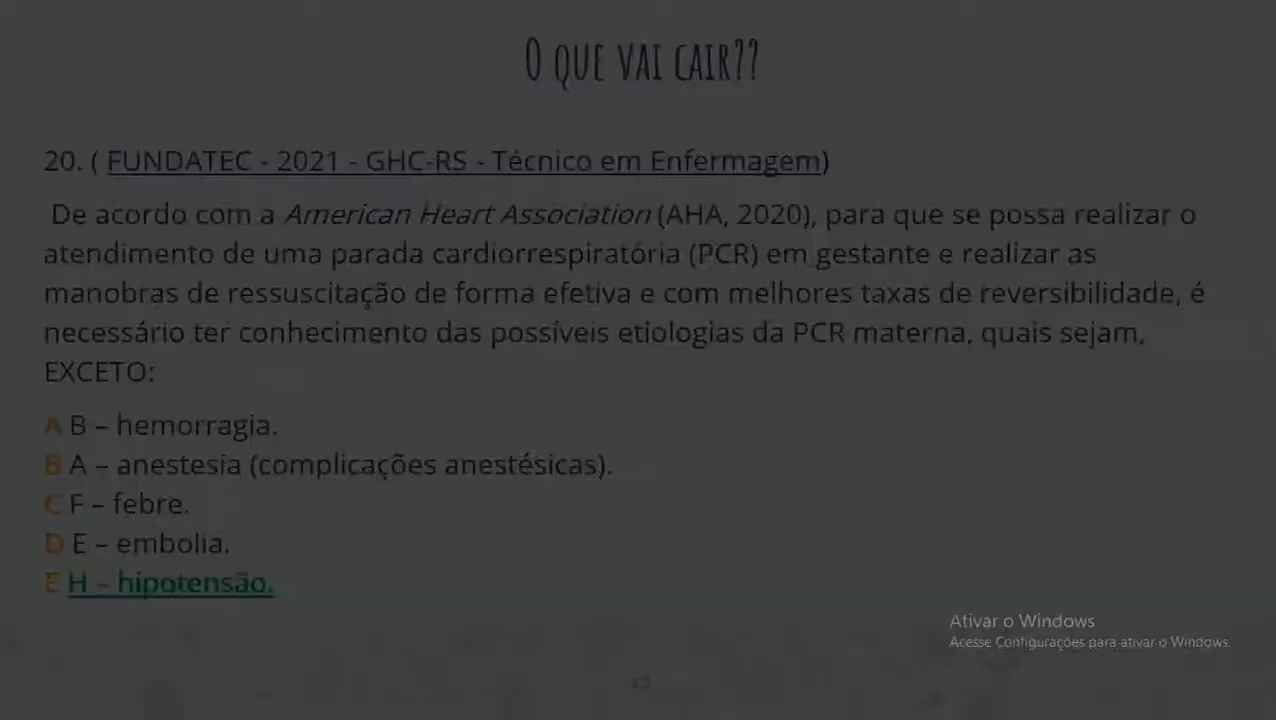 O QUE VAI CAIR??
20. ( FUNDATEC - 2021 - GHC-RS - Técnico em Enfermagem)
De acordo com a American Heart Association (AHA, 2020), para que se possa realizar o
atendimento de uma parada cardiorrespiratória (PCR) em gestante e realizar as
manobras de ressuscitação de forma efetiva e com melhores taxas de reversibilidade, é
necessário ter conhecimento das possíveis etiologias da PCR materna, quais sejam,
EXCETO:
A B – hemorragia.
B A – anestesia (complicações anestésicas).
C F – febre.
D E – embolia.
E H – hipotensão.
Ativar o Windows
Acesse Configurações para ativar o Windows.